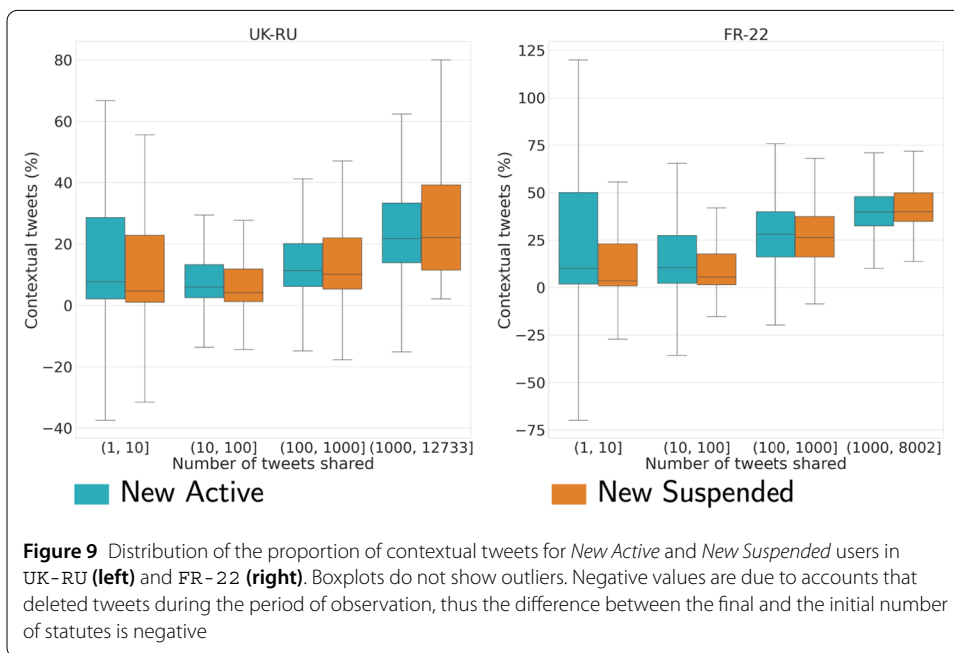 UK-RU
80
60
40
20
0
−20
−40
Contextual tweets (%)
(1, 10] (10, 100] (100, 1000] (1000, 12733]
Number of tweets shared
FR-22
125
100
75
50
25
0
−25
−50
−75
Contextual tweets (%)
(1, 10] (10, 100] (100, 1000] (1000, 8002]
Number of tweets shared
New Active New Suspended
Figure 9 Distribution of the proportion of contextual tweets for New Active and New Suspended users in
UK-RU (left) and FR-22 (right). Boxplots do not show outliers. Negative values are due to accounts that
deleted tweets during the period of observation, thus the difference between the final and the initial number
of statutes is negative